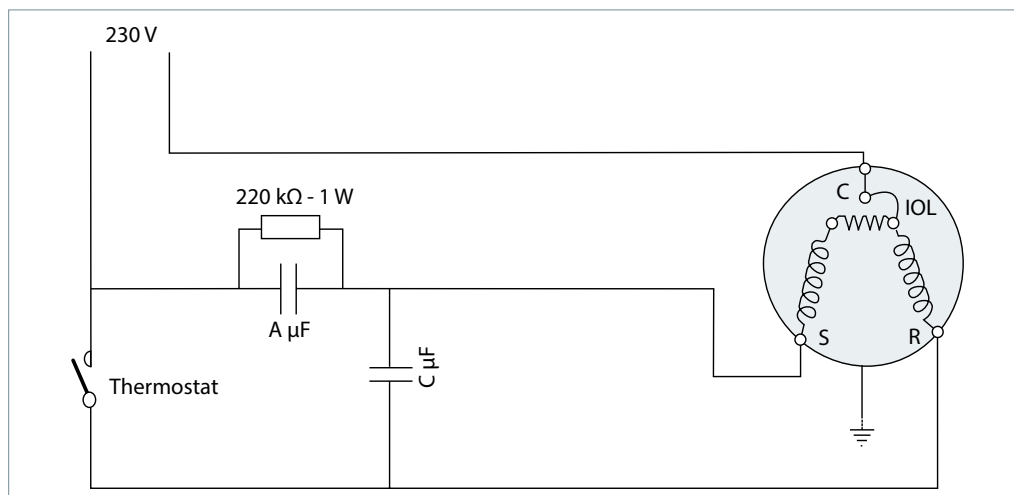 230 V
C
IOL
220 kΩ - 1 W
A µF
S
R
C µF
Thermostat